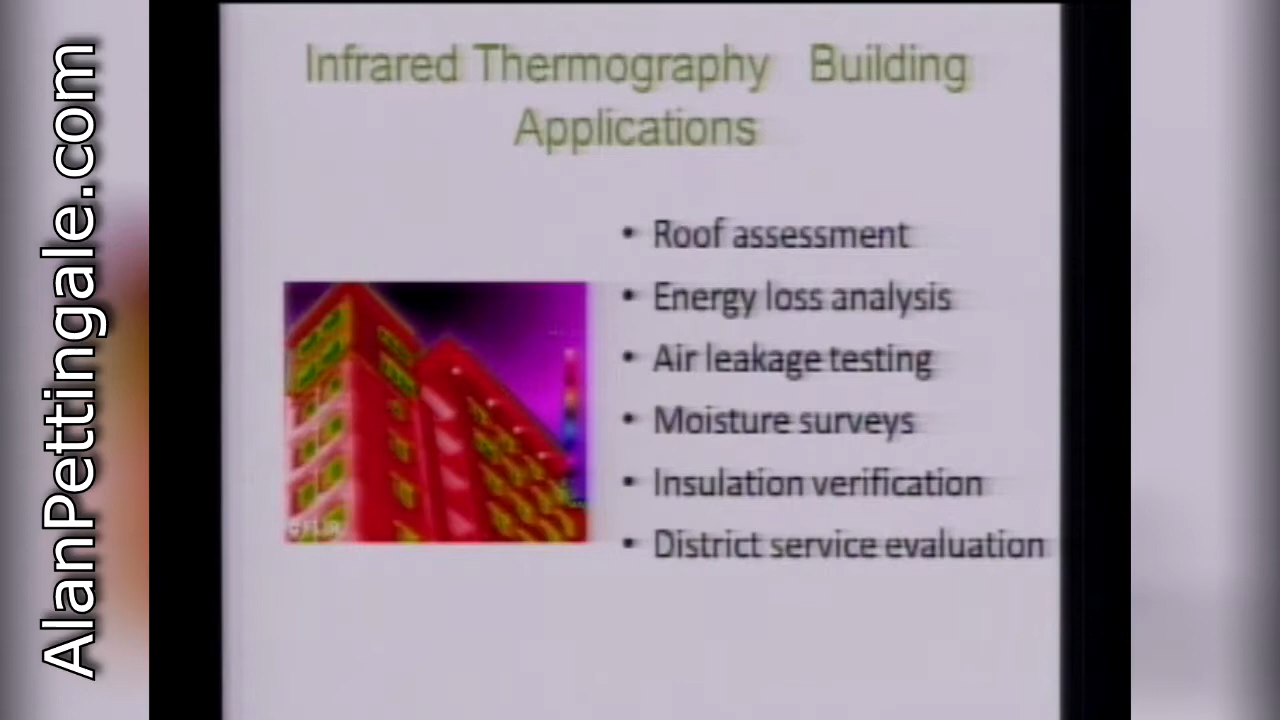 AlanPettingale.com
Infrared Thermography Building
Applications
• Roof assessment
• Energy loss analysis
• Air leakage testing
• Moisture surveys
• Insulation verification
• District service evaluation